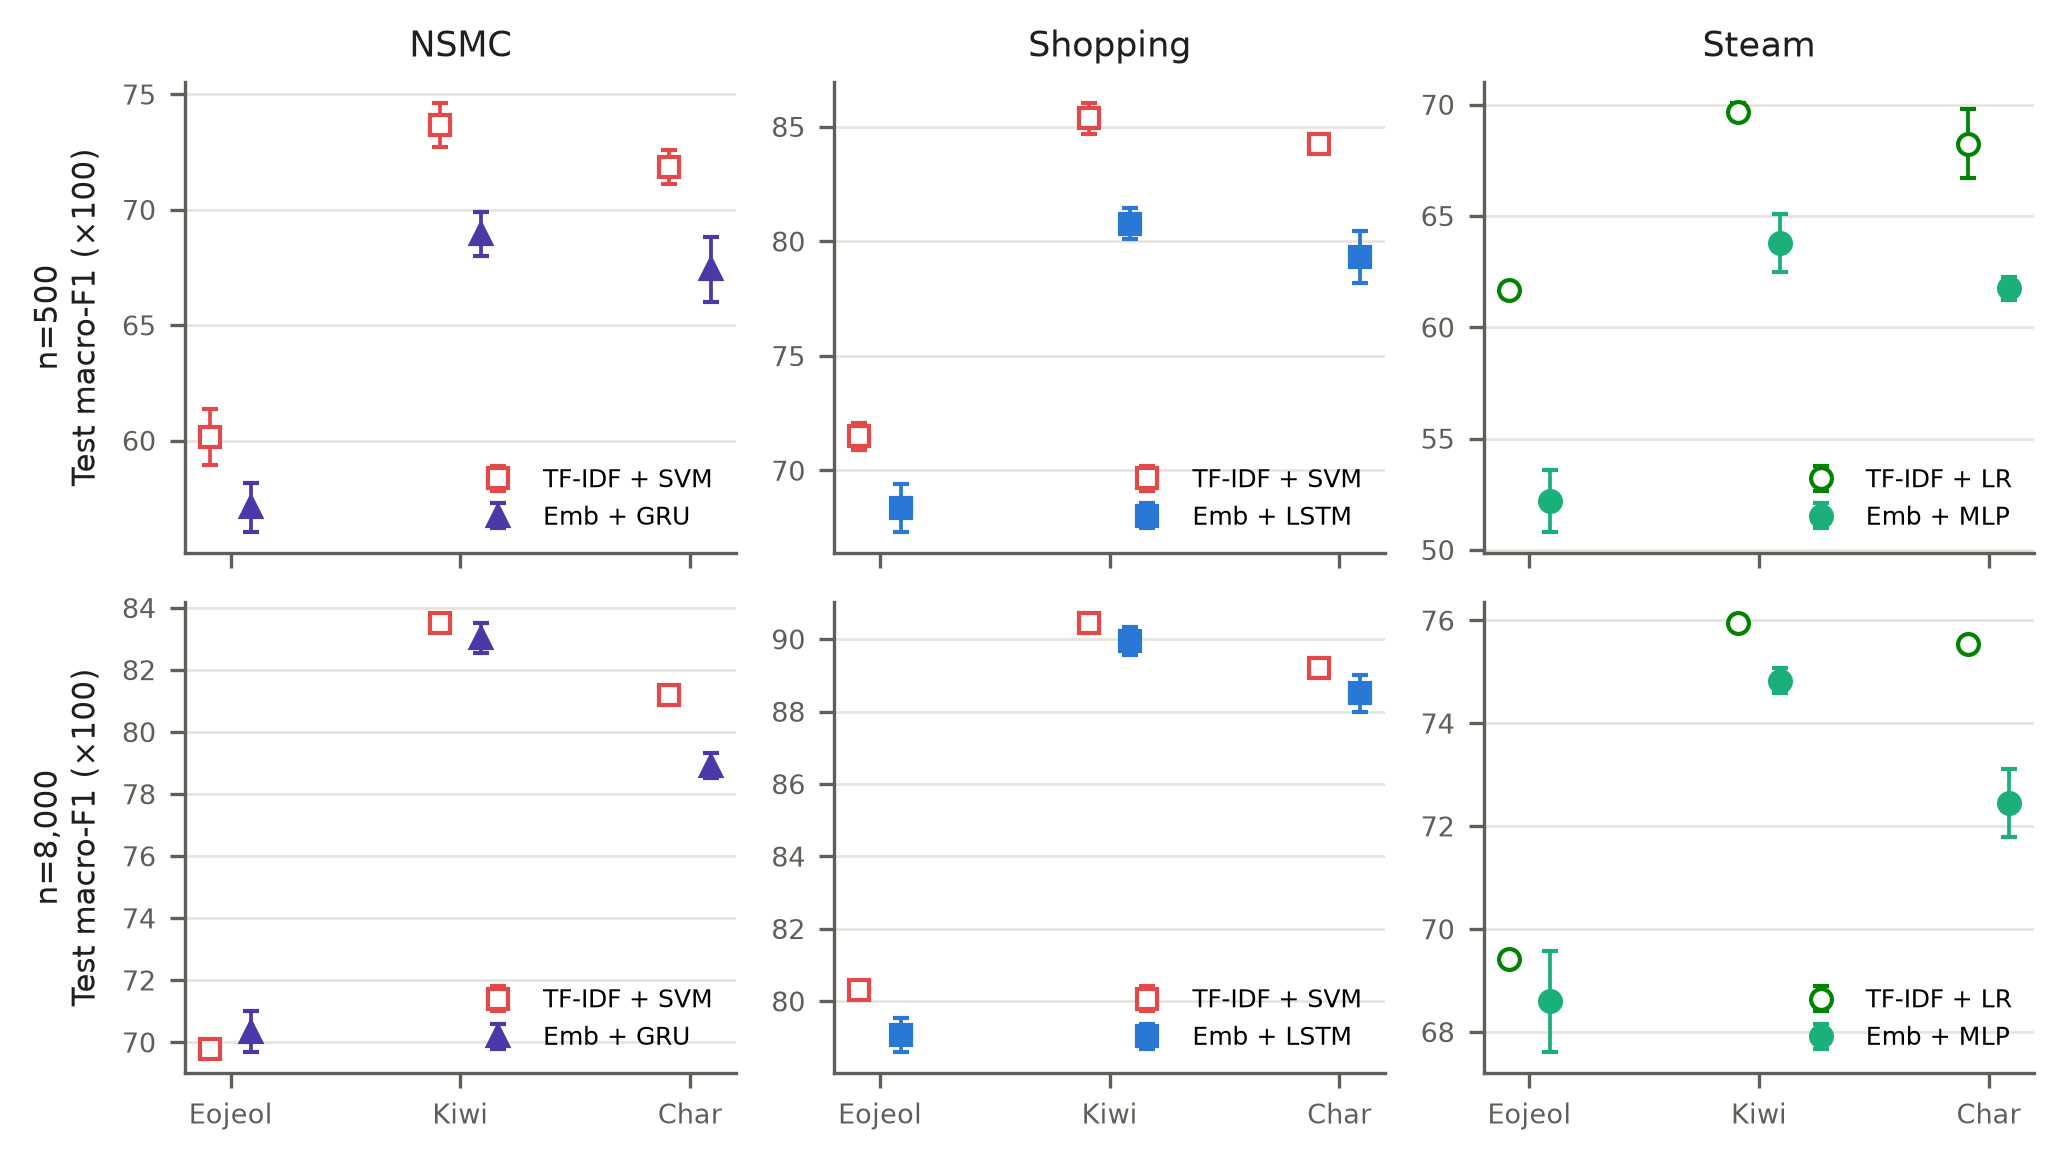 NSMC
Shopping
Steam
n=500
Test macro-F1 (×100)
75
70
65
60
TF-IDF + SVM
Emb + GRU
85
80
75
70
TF-IDF + SVM
Emb + LSTM
70
65
60
55
50
TF-IDF + LR
Emb + MLP
n=8,000
Test macro-F1 (×100)
84
82
80
78
76
74
72
70
TF-IDF + SVM
Emb + GRU
Eojeol
Kiwi
Char
90
88
86
84
82
80
TF-IDF + SVM
Emb + LSTM
Eojeol
Kiwi
Char
76
74
72
70
68
TF-IDF + LR
Emb + MLP
Eojeol
Kiwi
Char